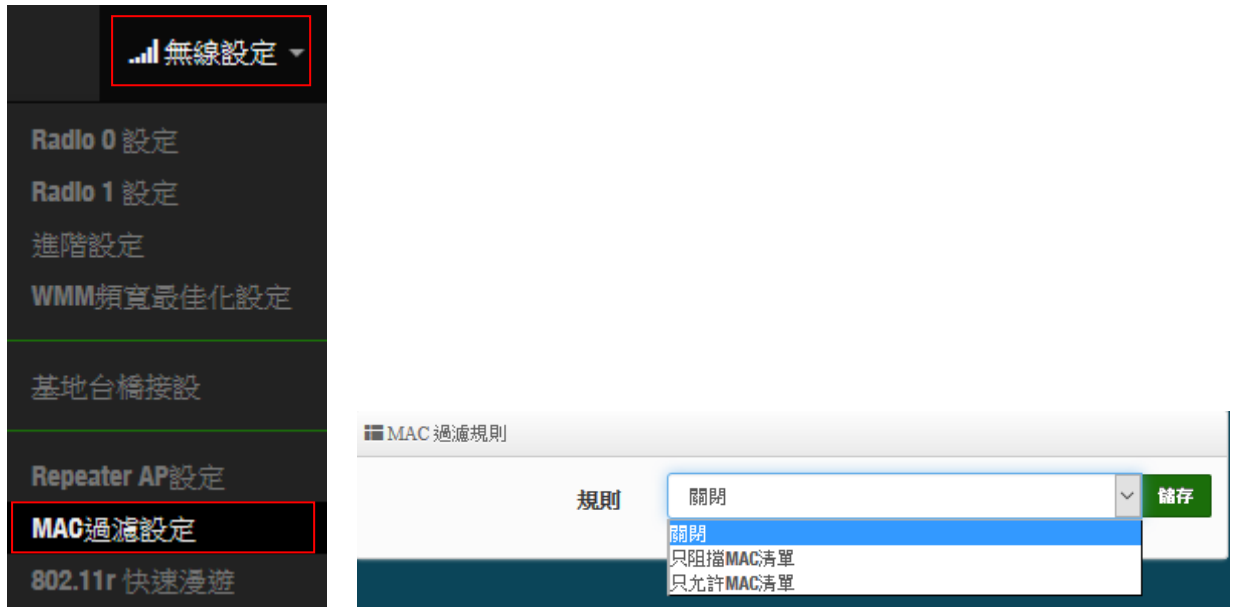 無線設定
Radio 0 設定
Radio 1 設定
進階設定
WMM頻寬最佳化設定
基地台橋接設
Repeater AP設定
MAC過濾設定
802.11r 快速漫遊
MAC 過濾規則
規則
關閉
儲存
關閉
只阻擋MAC清單
只允許MAC清單